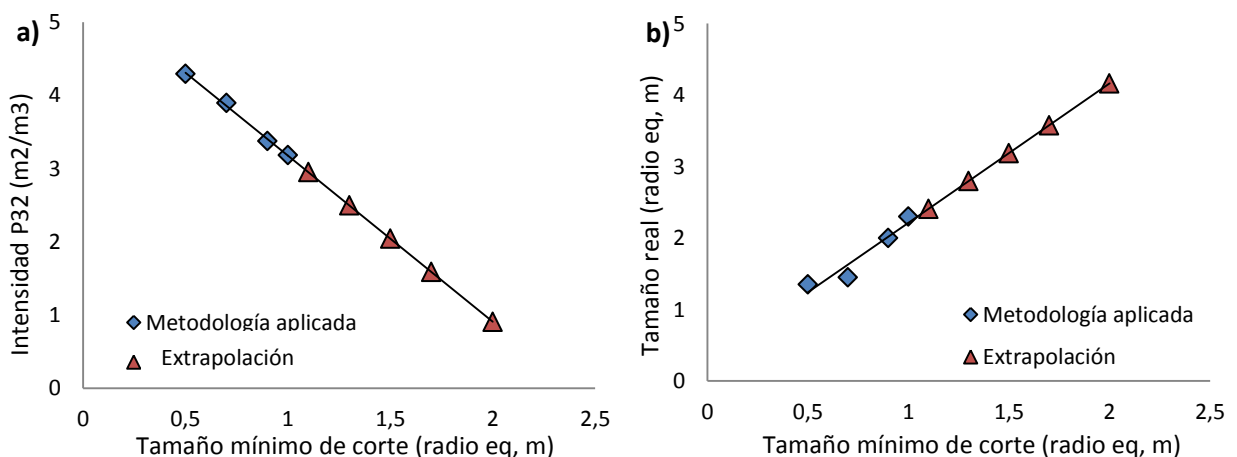 a)
Intensidad P32 (m2/m3)
5
4
3
2
1
0
0 0,5 1 1,5 2 2,5
Tamaño mínimo de corte (radio eq, m)
Metodología aplicada
Extrapolación
b)
Tamaño real (radio eq, m)
5
4
3
2
1
0
0 0,5 1 1,5 2 2,5
Tamaño mínimo de corte (radio eq, m)
Metodología aplicada
Extrapolación